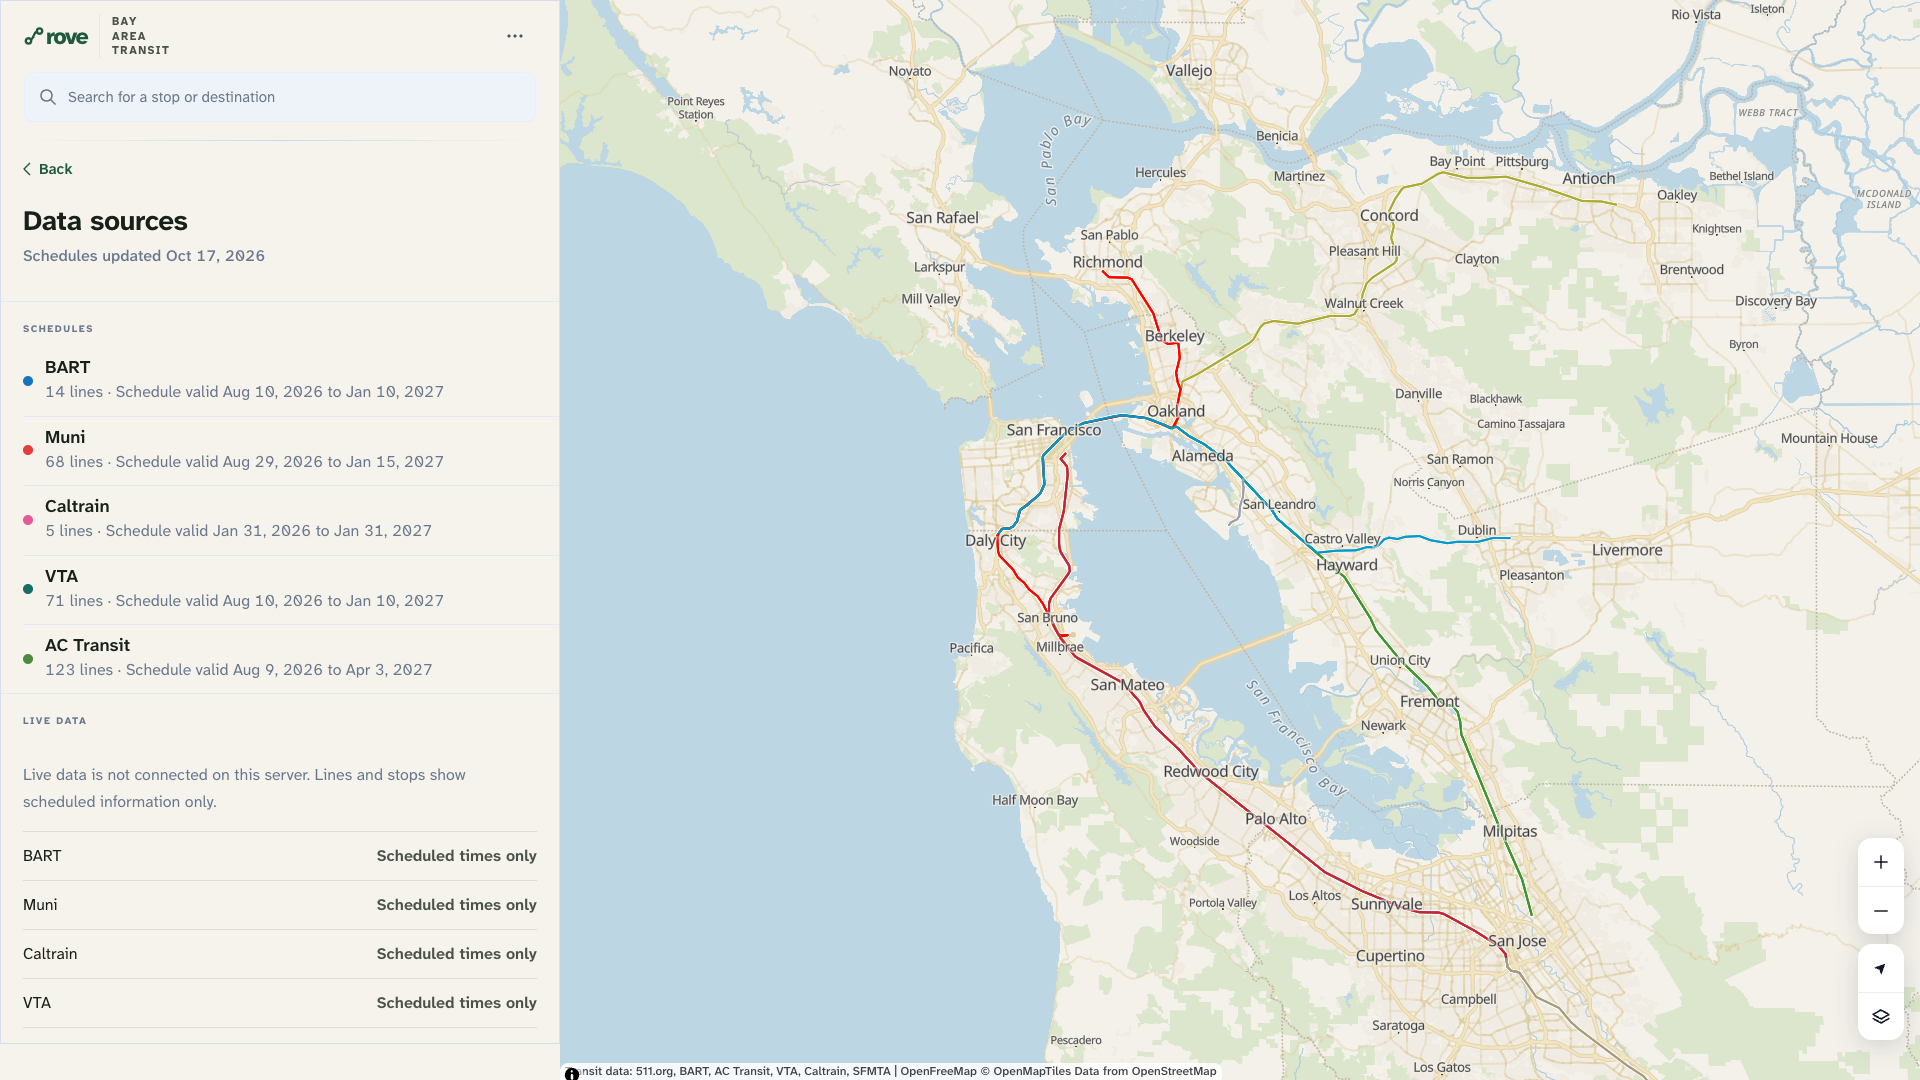 rove
BAY
AREA
TRANSIT
Search for a stop or destination
Back
Data sources
Schedules updated Oct 17, 2026
SCHEDULES
BART
14 lines · Schedule valid Aug 10, 2026 to Jan 10, 2027
Muni
68 lines · Schedule valid Aug 29, 2026 to Jan 15, 2027
Caltrain
5 lines · Schedule valid Jan 31, 2026 to Jan 31, 2027
VTA
71 lines · Schedule valid Aug 10, 2026 to Jan 10, 2027
AC Transit
123 lines · Schedule valid Aug 9, 2026 to Apr 3, 2027
LIVE DATA
Live data is not connected on this server. Lines and stops show
scheduled information only.
BART Scheduled times only
Muni Scheduled times only
Caltrain Scheduled times only
VTA Scheduled times only
Rio Vista
Isleton
Novato
Vallejo
Point Reyes
Station
WEBB TRACT
San Pablo Bay
Benicia
Hercules
Martinez
Bay Point
Pittsburg
Antioch
Bethel Island
Oakley
MCDONALD
ISLAND
San Rafael
Concord
San Pablo
Knightsen
Pleasant Hill
Clayton
Richmond
Larkspur
Brentwood
Mill Valley
Walnut Creek
Discovery Bay
Berkeley
Byron
Danville
Blackhawk
Oakland
Camino Tassajara
San Francisco
Mountain House
Alameda
San Ramon
Norris Canyon
San Leandro
Dublin
Daly City
Castro Valley
Livermore
Hayward
Pleasanton
San Bruno
Pacifica
Millbrae
Union City
San Mateo
Fremont
San Francisco Bay
Newark
Redwood City
Half Moon Bay
Palo Alto
Milpitas
Woodside
Los Altos
Portola Valley
Sunnyvale
San Jose
Cupertino
Campbell
Saratoga
Pescadero
Los Gatos
nsit data: 511.org, BART, AC Transit, VTA, Caltrain, SFMTA | OpenFreeMap © OpenMapTiles Data from OpenStreetMap